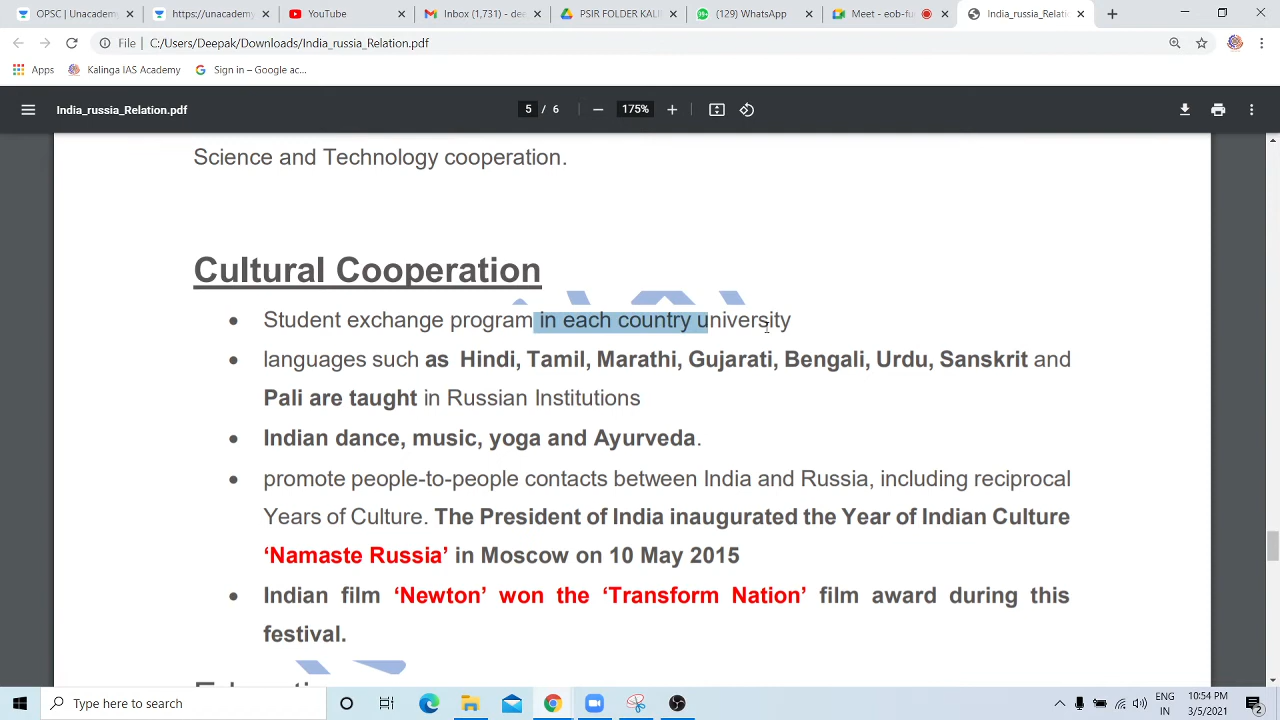 OPSC | Unacadem
https://unacadem
YouTube
Gmail Inbox (1,731) - dee
PSIR FOLDER KALI
(129) WhatsApp
Meet - eob-fu
India_russia_Relati
File | C:/Users/Deepak/Downloads/India_russia_Relation.pdf
Apps
Kalinga IAS Academy
Sign in – Google ac...
India_russia_Relation.pdf
5 / 6
175%
Science and Technology cooperation.
Cultural Cooperation
• Student exchange program in each country university
• languages such as Hindi, Tamil, Marathi, Gujarati, Bengali, Urdu, Sanskrit and
Pali are taught in Russian Institutions
• Indian dance, music, yoga and Ayurveda.
• promote people-to-people contacts between India and Russia, including reciprocal
Years of Culture. The President of India inaugurated the Year of Indian Culture
‘Namaste Russia’ in Moscow on 10 May 2015
• Indian film ‘Newton’ won the ‘Transform Nation’ film award during this
festival.
Type here to search
ENG
IN
10:54 PM
3/5/2021
2